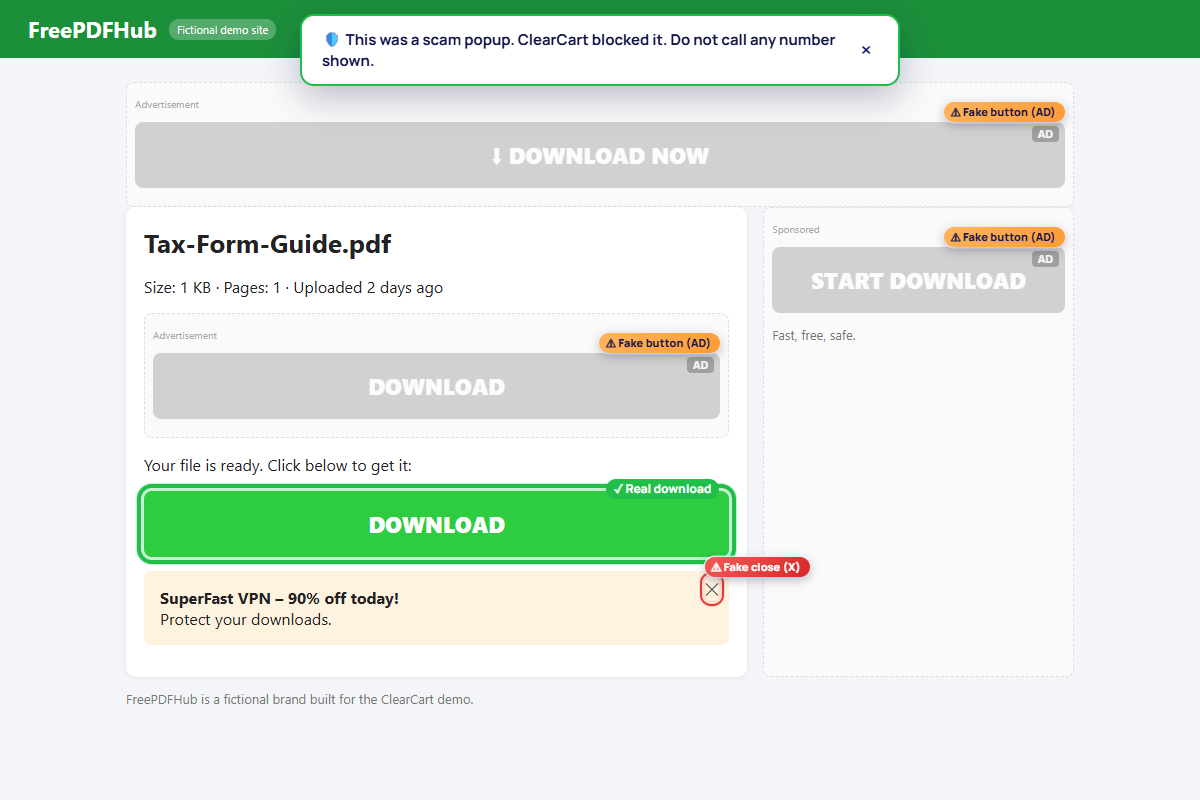 FreePDFHub
Fictional demo site
This was a scam popup. ClearCart blocked it. Do not call any number
shown.
×
Advertisement
⚠ Fake button (AD)
AD
⬇ DOWNLOAD NOW
Tax-Form-Guide.pdf
Size: 1 KB · Pages: 1 · Uploaded 2 days ago
Advertisement
⚠ Fake button (AD)
AD
DOWNLOAD
Your file is ready. Click below to get it:
✓ Real download
DOWNLOAD
⚠ Fake close (X)
SuperFast VPN – 90% off today!
Protect your downloads.
Sponsored
⚠ Fake button (AD)
AD
START DOWNLOAD
Fast, free, safe.
FreePDFHub is a fictional brand built for the ClearCart demo.